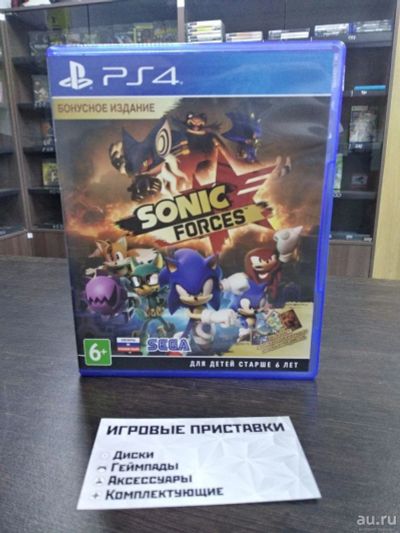 PS4
БОНУСНОЕ ИЗДАНИЕ
SONIC
FORCES
6+
SEGA
ДЛЯ ДЕТЕЙ СТАРШЕ 6 ЛЕТ
ИГРОВЫЕ ПРИСТАВКИ
Диски
Геймпады
Аксессуары
Комплектующие
au.ru